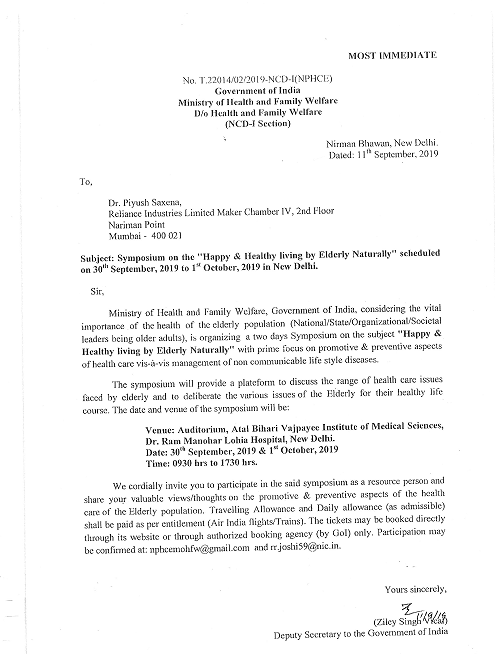 MOST IMMEDIATE
No. T.22014/02/2019-NCD-I(NPHCE)
Government of India
Ministry of Health and Family Welfare
D/o Health and Family Welfare
(NCD-I Section)
Nirman Bhawan, New Delhi.
Dated: 11th September, 2019
To,
Dr. Piyush Saxena,
Reliance Industries Limited Maker Chamber IV, 2nd Floor
Nariman Point
Mumbai - 400 021
Subject: Symposium on the "Happy & Healthy living by Elderly Naturally" scheduled
on 30th September, 2019 to 1st October, 2019 in New Delhi.
Sir,
Ministry of Health and Family Welfare, Government of India, considering the vital
importance of the health of the elderly population (National/State/Organizational/Societal
leaders being older adults), is organizing a two days Symposium on the subject "Happy &
Healthy living by Elderly Naturally" with prime focus on promotive & preventive aspects
of health care vis-à-vis management of non communicable life style diseases.
The symposium will provide a plateform to discuss the range of health care issues
faced by elderly and to deliberate the various issues of the Elderly for their healthy life
course. The date and venue of the symposium will be:
Venue: Auditorium, Atal Bihari Vajpayee Institute of Medical Sciences,
Dr. Ram Manohar Lohia Hospital, New Delhi.
Date: 30th September, 2019 & 1st October, 2019
Time: 0930 hrs to 1730 hrs.
We cordially invite you to participate in the said symposium as a resource person and
share your valuable views/thoughts on the promotive & preventive aspects of the health
care of the Elderly population. Travelling Allowance and Daily allowance (as admissible)
shall be paid as per entitlement (Air India flights/Trains). The tickets may be booked directly
through its website or through authorized booking agency (by GoI) only. Participation may
be confirmed at: nphcemohfw@gmail.com and rr.joshi59@nic.in.
Yours sincerely,
(Ziley Singh Vical)
Deputy Secretary to the Government of India